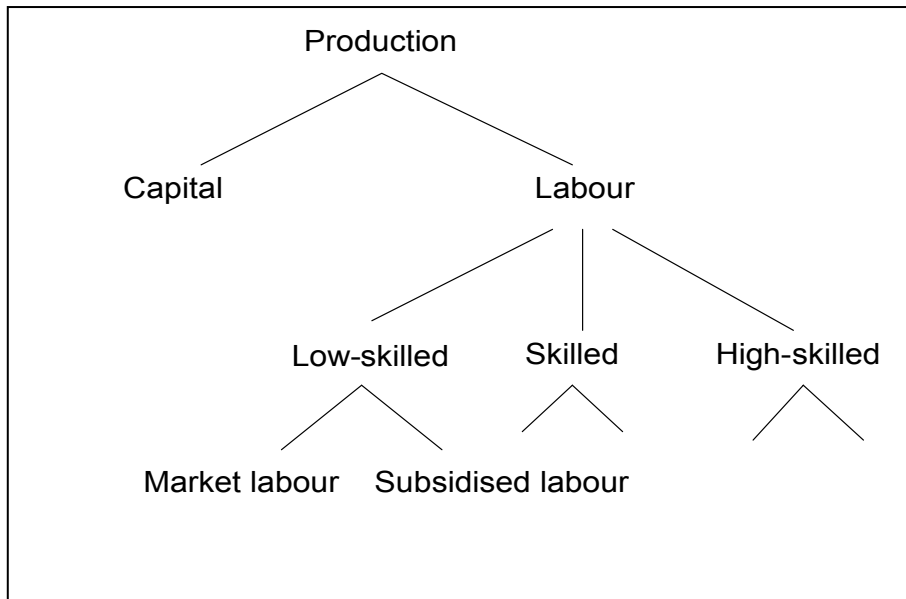 Production
Capital Labour
Low-skilled Skilled High-skilled
Market labour Subsidised labour